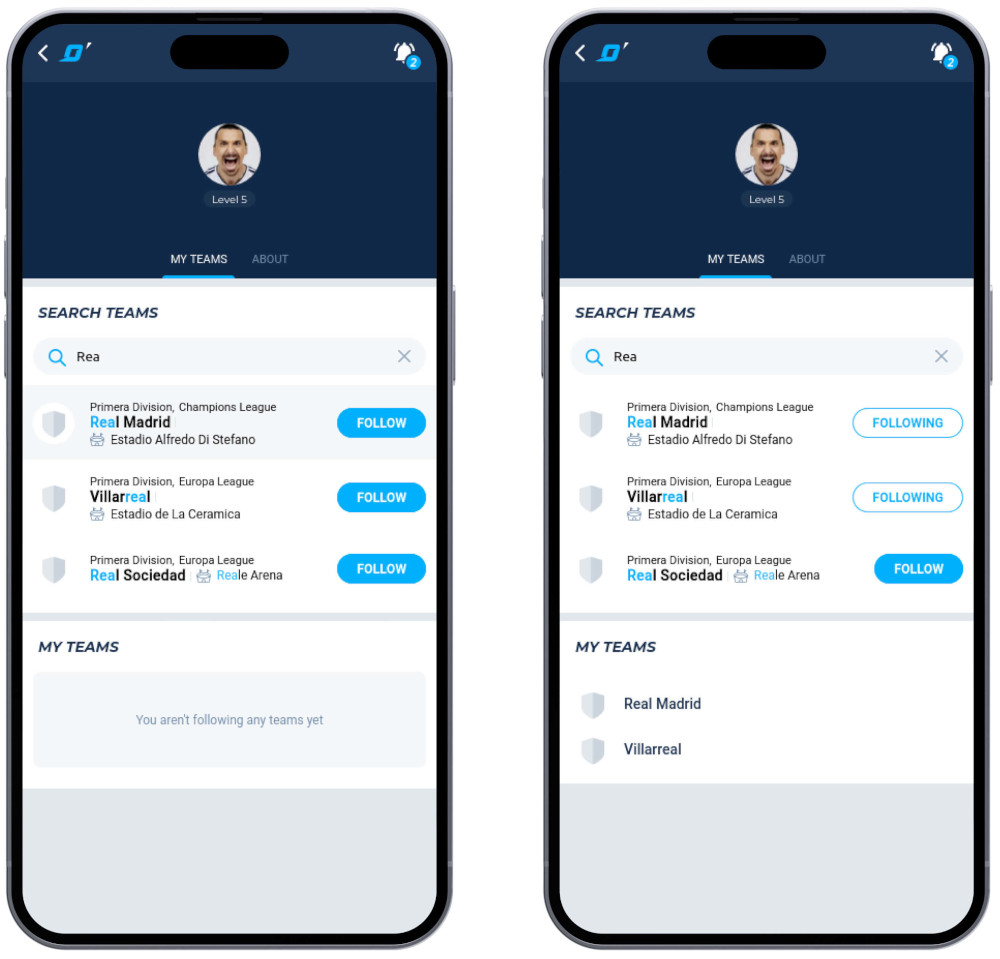 2
Level 5
MY TEAMS ABOUT
SEARCH TEAMS
Rea
Primera Division, Champions League
Real Madrid
Estadio Alfredo Di Stefano
FOLLOW
Primera Division, Europa League
Villarreal
Estadio de La Ceramica
FOLLOW
Primera Division, Europa League
Real Sociedad Reale Arena
FOLLOW
MY TEAMS
You aren't following any teams yet
2
Level 5
MY TEAMS ABOUT
SEARCH TEAMS
Rea
Primera Division, Champions League
Real Madrid
Estadio Alfredo Di Stefano
FOLLOWING
Primera Division, Europa League
Villarreal
Estadio de La Ceramica
FOLLOWING
Primera Division, Europa League
Real Sociedad Reale Arena
FOLLOW
MY TEAMS
Real Madrid
Villarreal